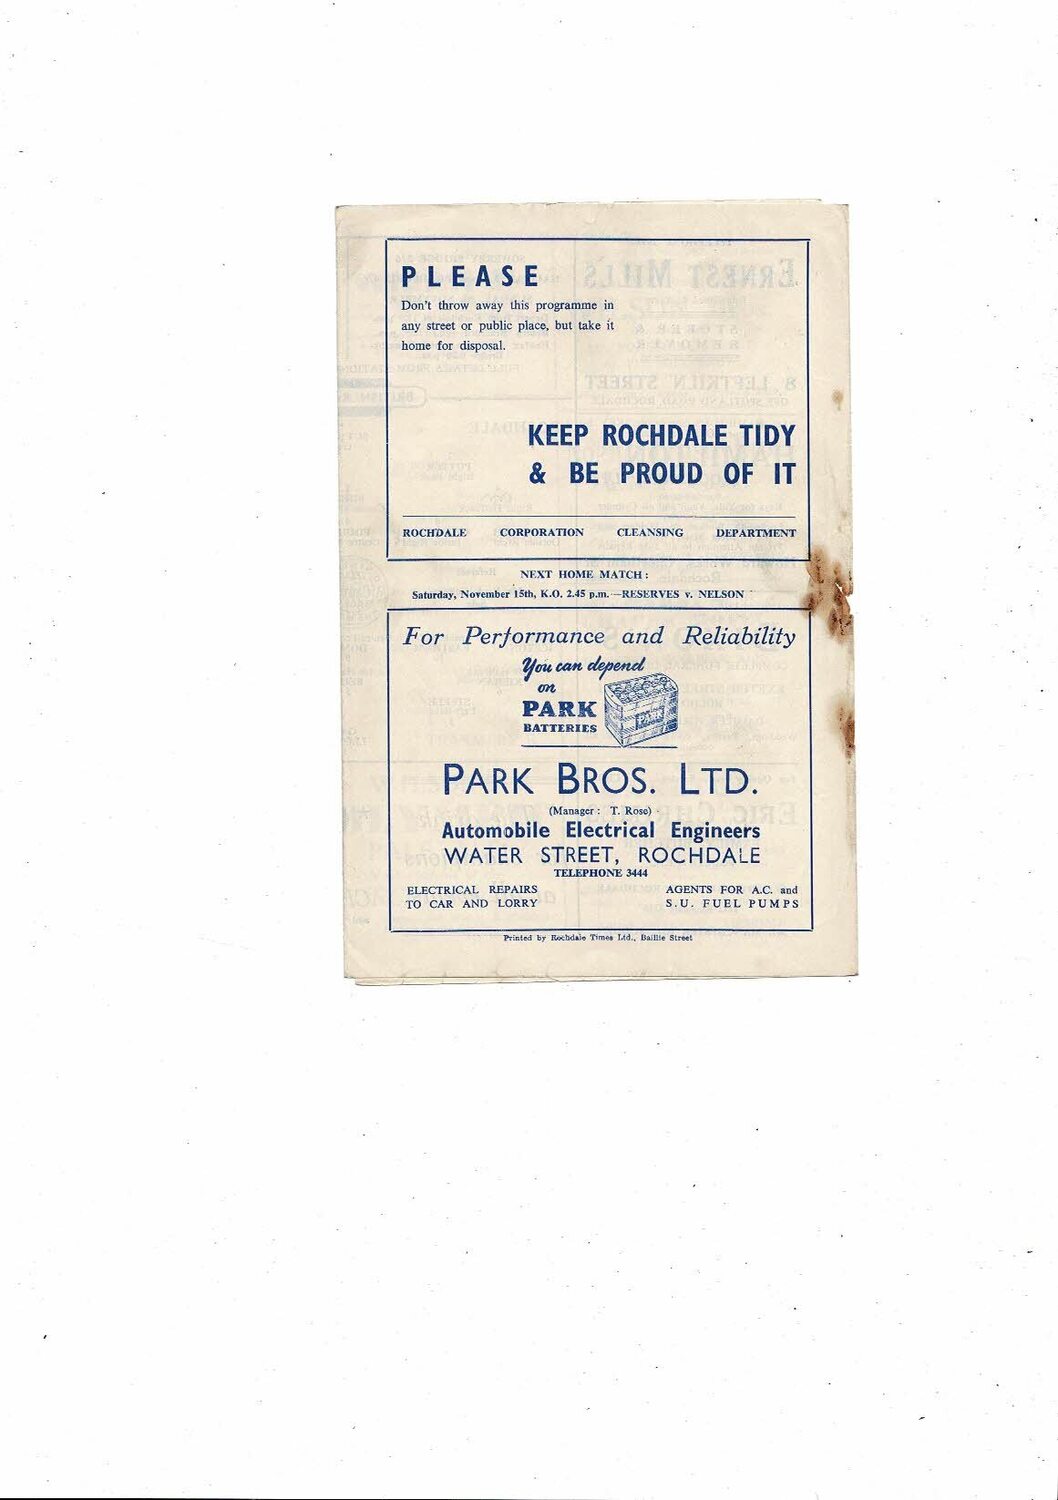 PLEASE
Don't throw away this programme in
any street or public place, but take it
home for disposal.
KEEP ROCHDALE TIDY
& BE PROUD OF IT
ROCHDALE CORPORATION CLEANSING DEPARTMENT
NEXT HOME MATCH :
Saturday, November 15th, K.O. 2.45 p.m.—RESERVES v. NELSON
For Performance and Reliability
You can depend
on
PARK
BATTERIES
PARK
PARK BROS. LTD.
(Manager : T. Rose)
Automobile Electrical Engineers
WATER STREET, ROCHDALE
TELEPHONE 3444
ELECTRICAL REPAIRS
TO CAR AND LORRY
AGENTS FOR A.C. and
S.U. FUEL PUMPS
Printed by Rochdale Times Ltd., Baillie Street